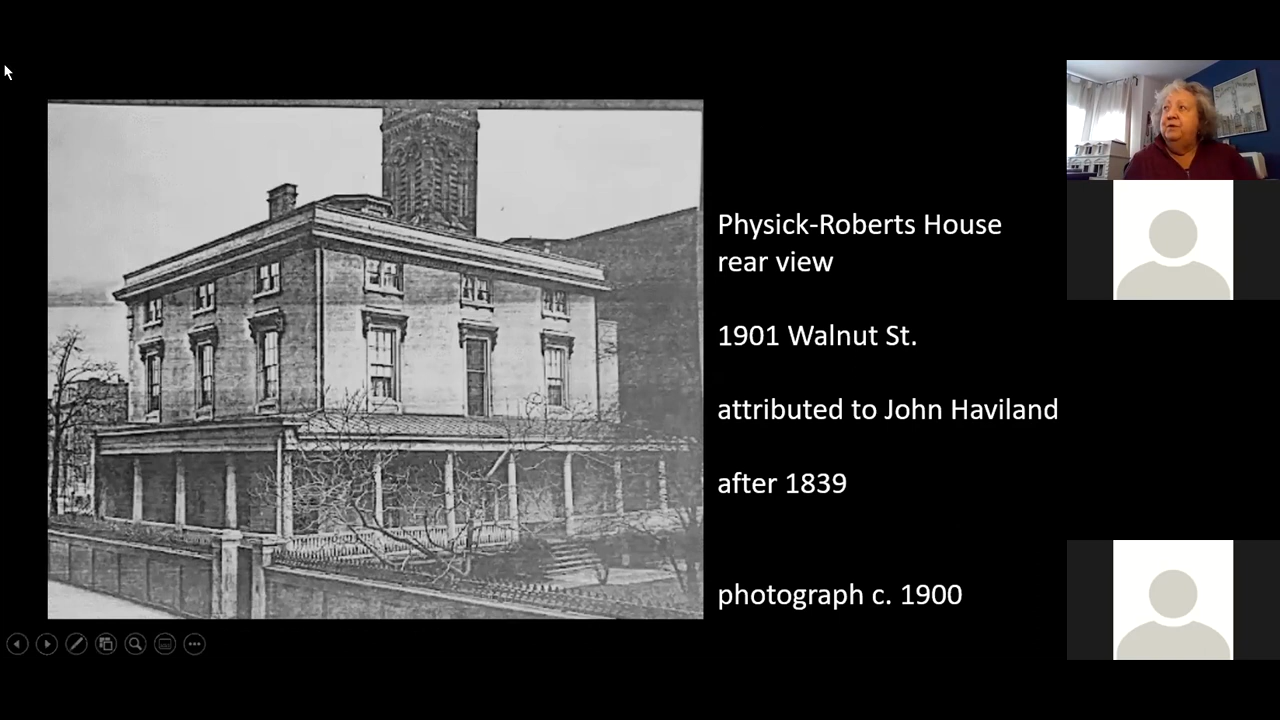 Physick-Roberts House
rear view
1901 Walnut St.
attributed to John Haviland
after 1839
photograph c. 1900